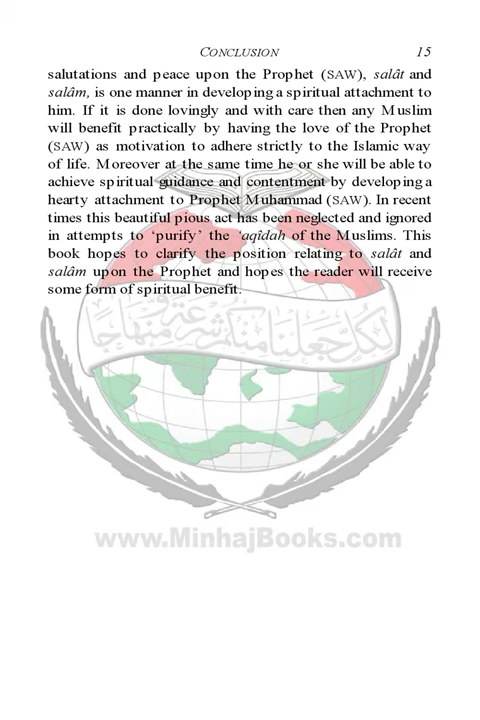 CONCLUSION 15
salutations and peace upon the Prophet (SAW), salât and
salâm, is one manner in developing a spiritual attachment to
him. If it is done lovingly and with care then any Muslim
will benefit practically by having the love of the Prophet
(SAW) as motivation to adhere strictly to the Islamic way
of life. Moreover at the same time he or she will be able to
achieve spiritual guidance and contentment by developing a
hearty attachment to Prophet Muhammad (SAW). In recent
times this beautiful pious act has been neglected and ignored
in attempts to ‘purify’ the ‘aqîdah of the Muslims. This
book hopes to clarify the position relating to salât and
salâm upon the Prophet and hopes the reader will receive
some form of spiritual benefit.
لكل جعلنا منكم شرعة ومنهاجا
www.MinhajBooks.com